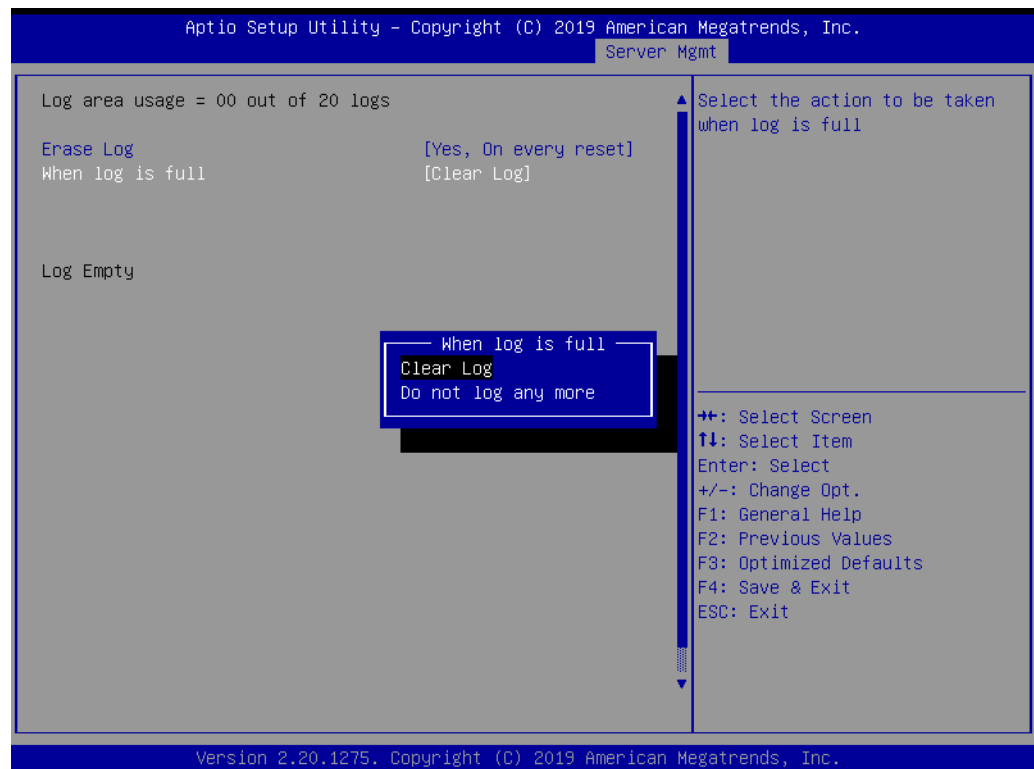 Aptio Setup Utility – Copyright (C) 2019 American Megatrends, Inc.
Server Mgmt
Log area usage = 00 out of 20 logs
Erase Log [Yes, On every reset]
When log is full [Clear Log]
Log Empty
When log is full
Clear Log
Do not log any more
Select the action to be taken
when log is full
→←: Select Screen
↑↓: Select Item
Enter: Select
+/-: Change Opt.
F1: General Help
F2: Previous Values
F3: Optimized Defaults
F4: Save & Exit
ESC: Exit
Version 2.20.1275. Copyright (C) 2019 American Megatrends, Inc.